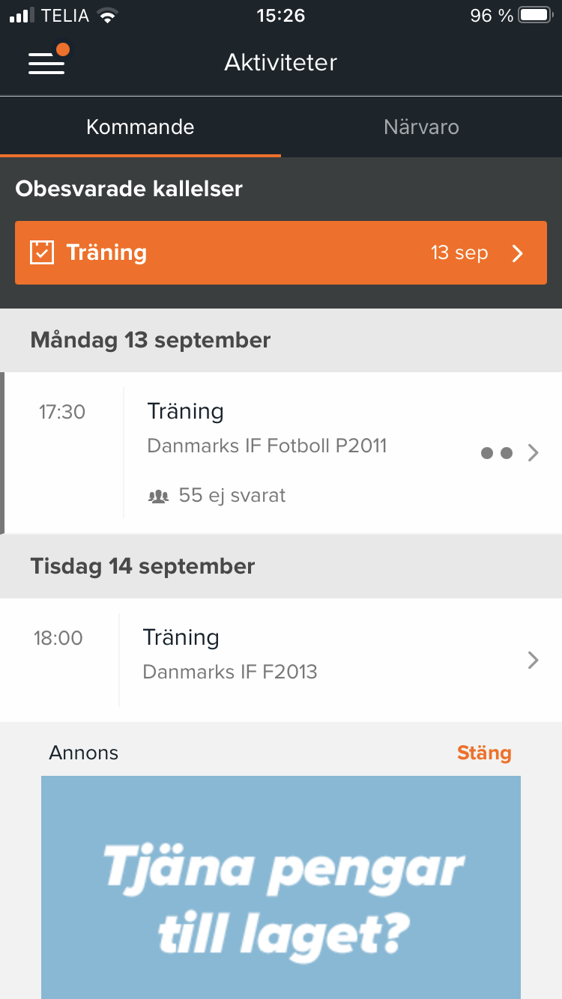 TELIA 15:26 96 %
Aktiviteter
Kommande Närvaro
Obesvarade kallelser
Träning 13 sep
Måndag 13 september
17:30 Träning
Danmarks IF Fotboll P2011
55 ej svarat
Tisdag 14 september
18:00 Träning
Danmarks IF F2013
Annons Stäng
Tjäna pengar
till laget?